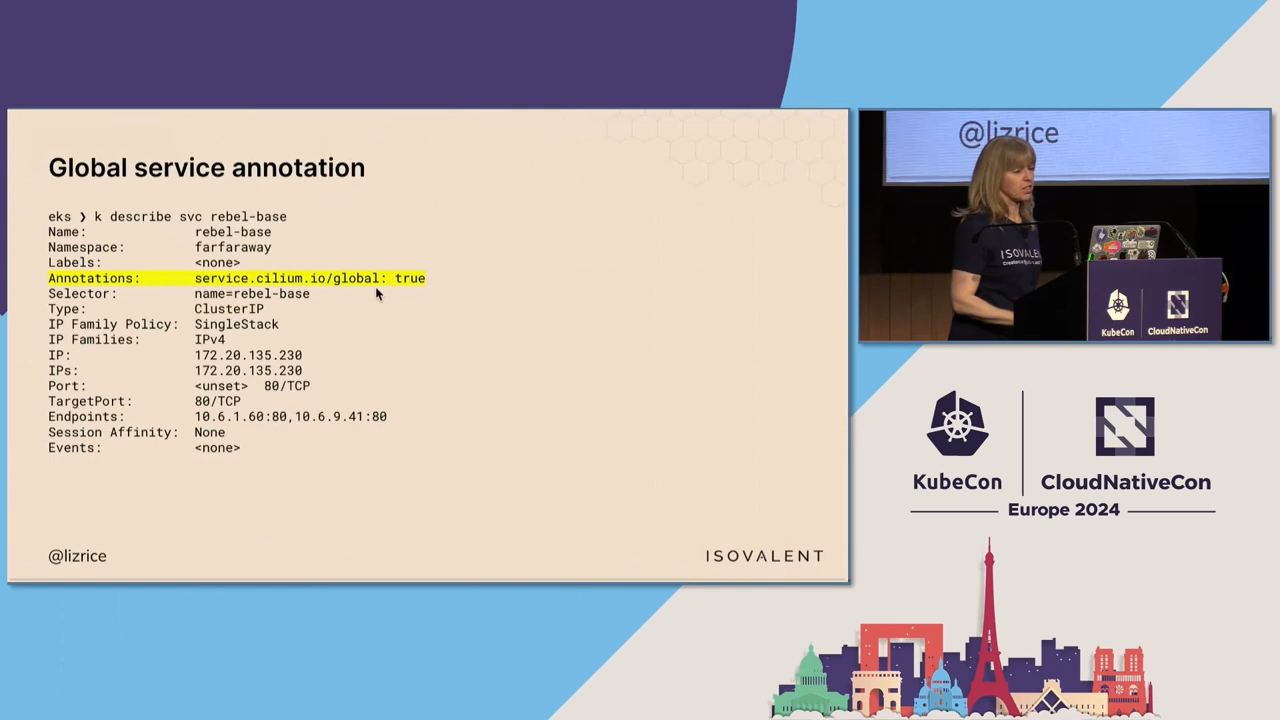 Global service annotation
eks ❯ k describe svc rebel-base
Name: rebel-base
Namespace: farfaraway
Labels: <none>
Annotations: service.cilium.io/global: true
Selector: name=rebel-base
Type: ClusterIP
IP Family Policy: SingleStack
IP Families: IPv4
IP: 172.20.135.230
IPs: 172.20.135.230
Port: <unset> 80/TCP
TargetPort: 80/TCP
Endpoints: 10.6.1.60:80,10.6.9.41:80
Session Affinity: None
Events: <none>
@lizrice
ISOVALENT
@lizrice
ISOVALENT
KubeCon
CloudNativeCon
KubeCon
CloudNativeCon
Europe 2024